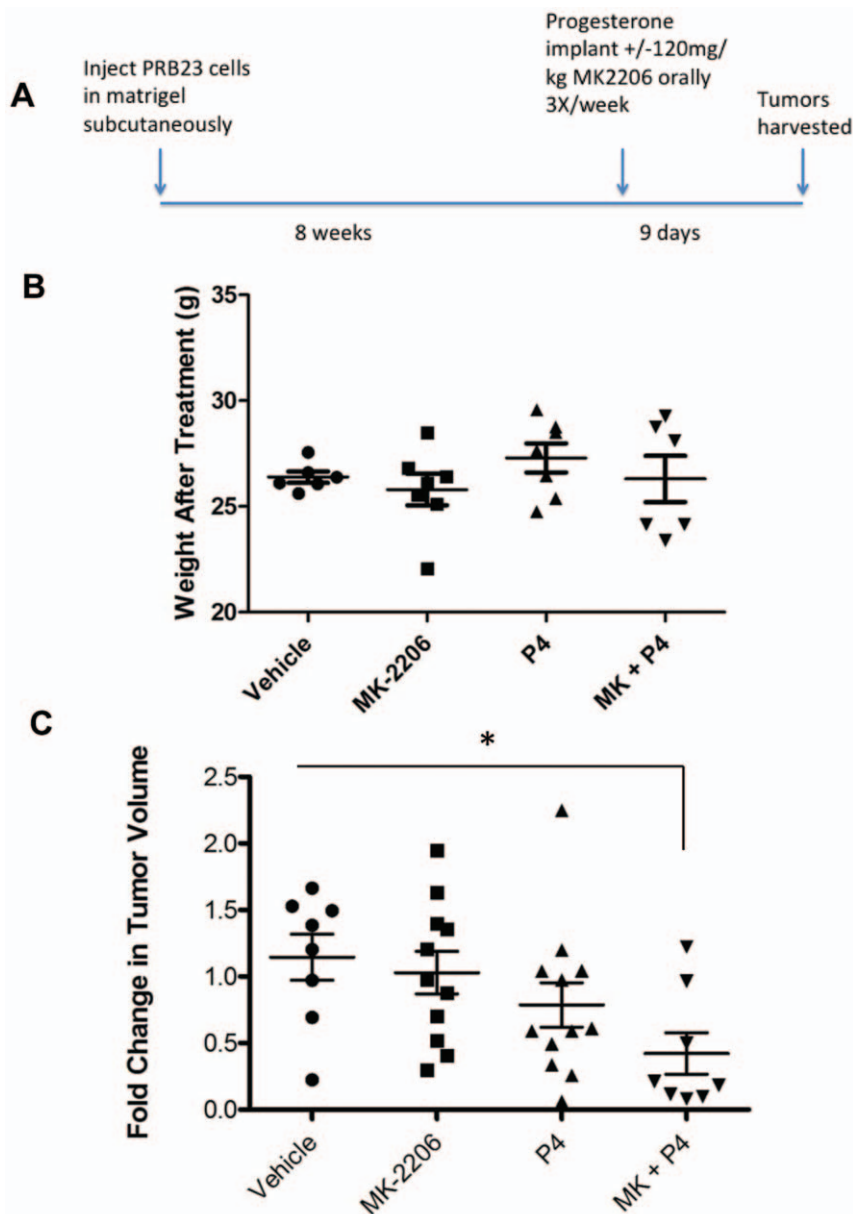 A
Inject PRB23 cells
in matrigel
subcutaneously
Progesterone
implant +/-120mg/
kg MK2206 orally
3X/week
Tumors
harvested
8 weeks
9 days
B
Weight After Treatment (g)
35
30
25
20
Vehicle
MK-2206
P4
MK + P4
C
*
Fold Change in Tumor Volume
2.5
2.0
1.5
1.0
0.5
0.0
Vehicle
MK-2206
P4
MK + P4